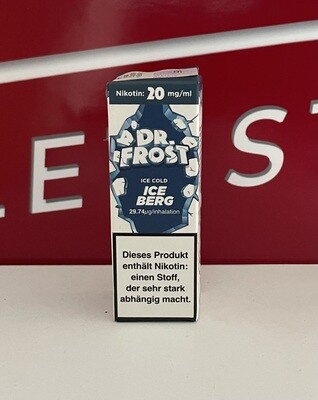 Nikotin: 20 mg/ml
DR.
FROST
ICE COLD
ICE
BERG
29.74µg/inhalation
Dieses Produkt
enthält Nikotin:
einen Stoff,
der sehr stark
abhängig macht.
L E S T